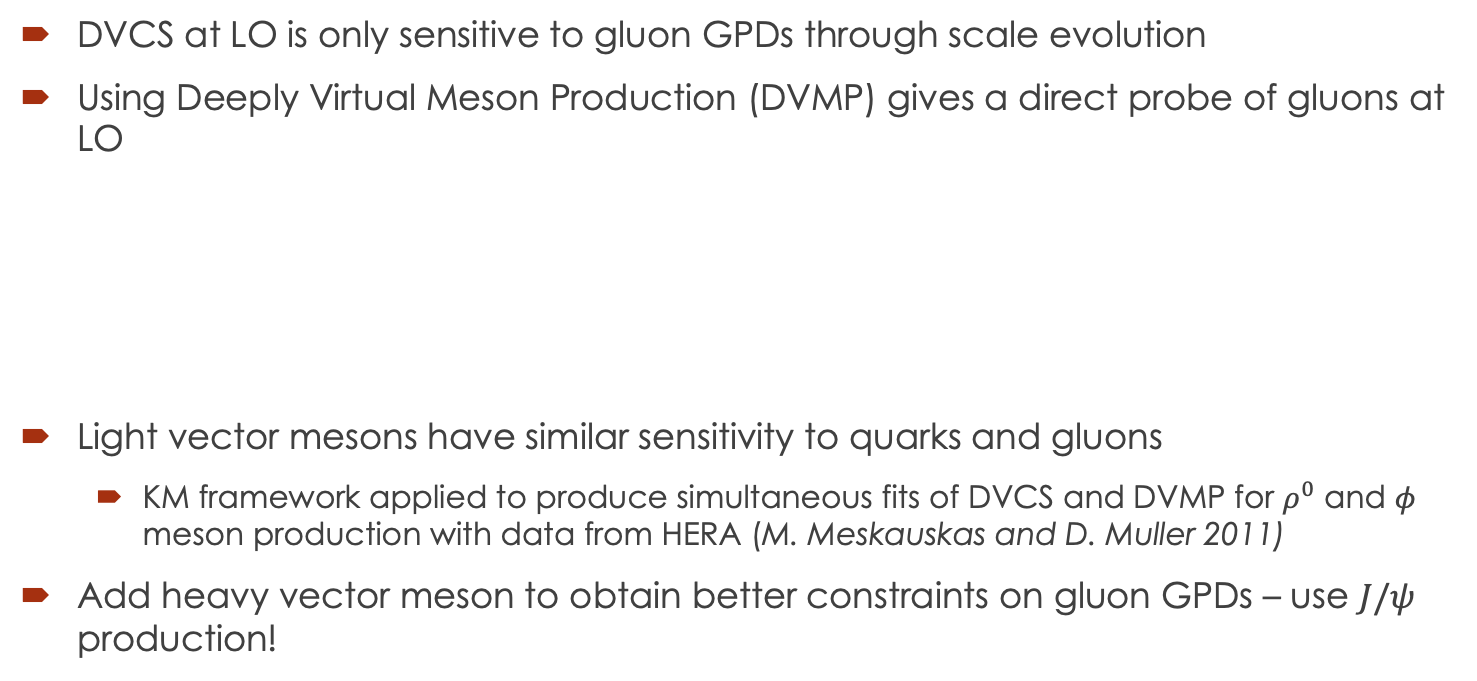 DVCS at LO is only sensitive to gluon GPDs through scale evolution
Using Deeply Virtual Meson Production (DVMP) gives a direct probe of gluons at
LO
Light vector mesons have similar sensitivity to quarks and gluons
KM framework applied to produce simultaneous fits of DVCS and DVMP for ρ⁰ and ϕ
meson production with data from HERA (M. Meskauskas and D. Muller 2011)
Add heavy vector meson to obtain better constraints on gluon GPDs – use J/ψ
production!